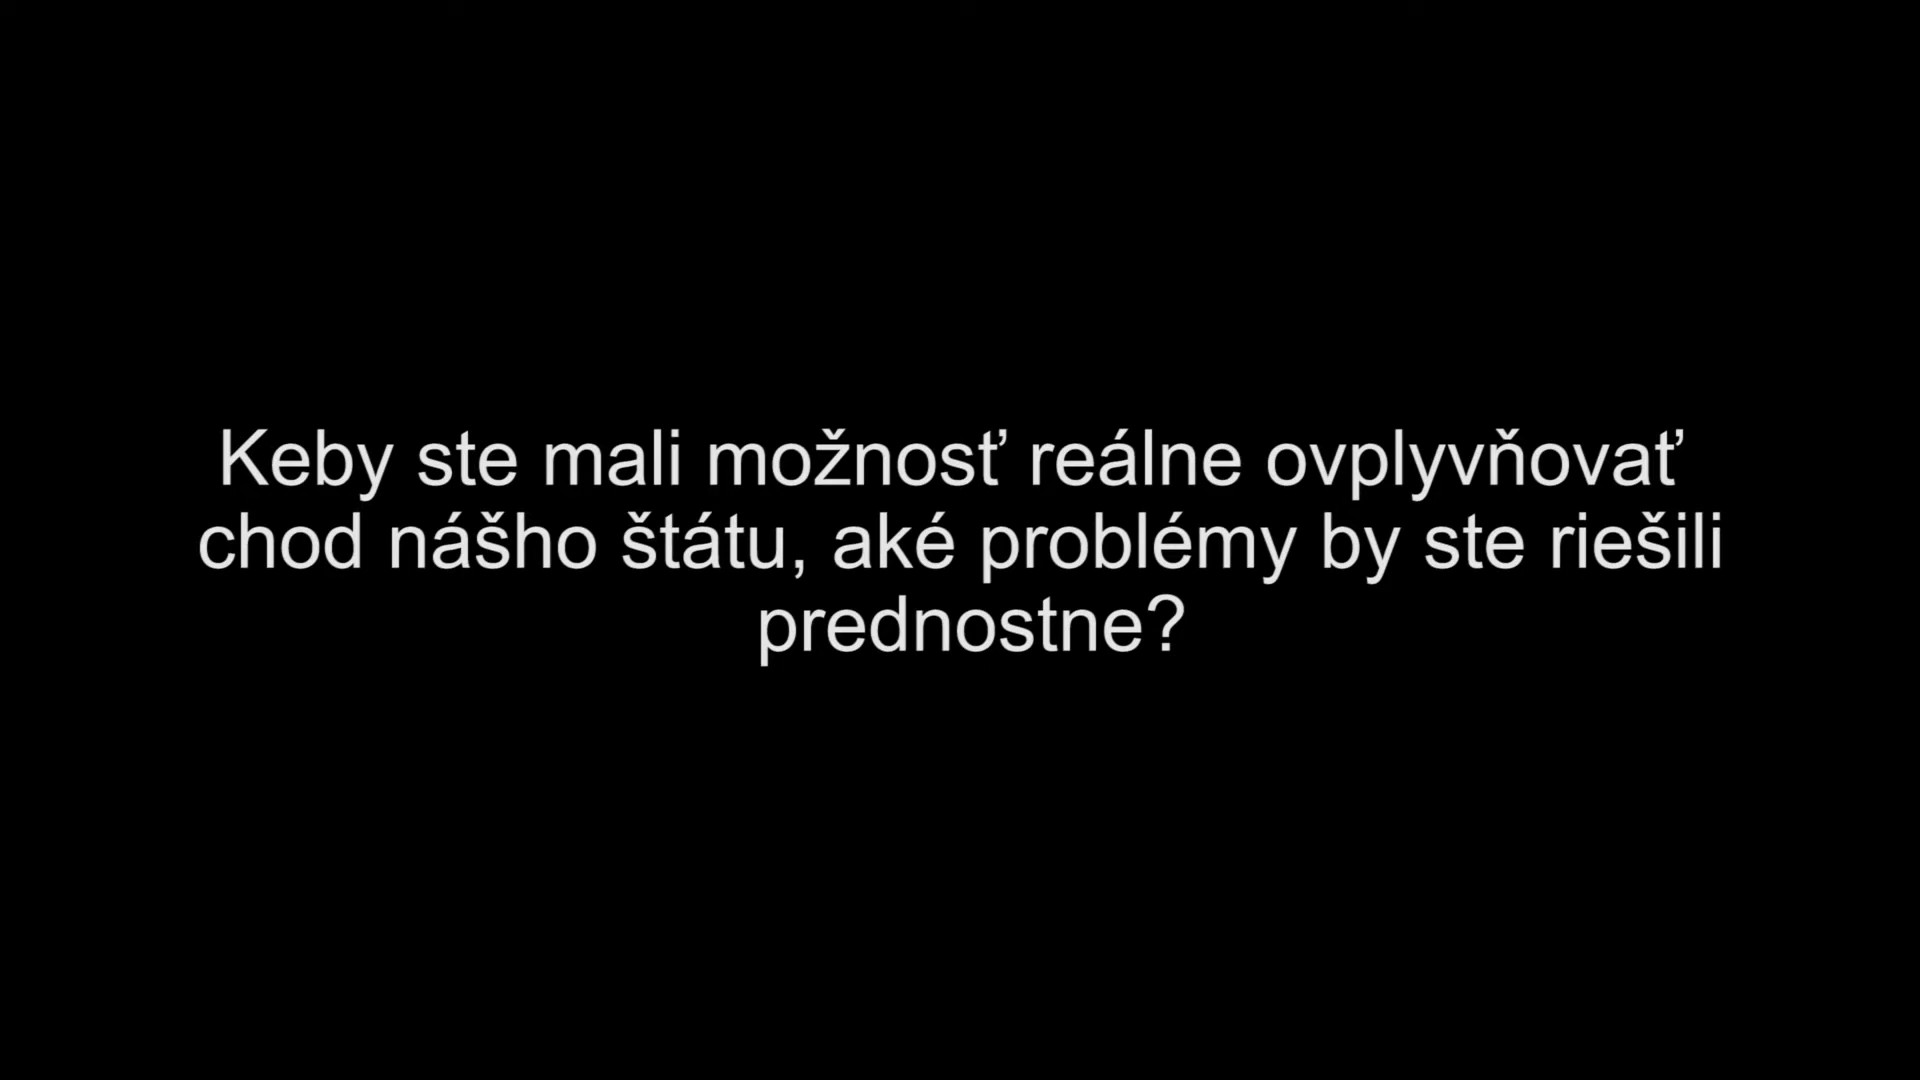 Keby ste mali možnosť reálne ovplyvňovať
chod nášho štátu, aké problémy by ste riešili
prednostne?